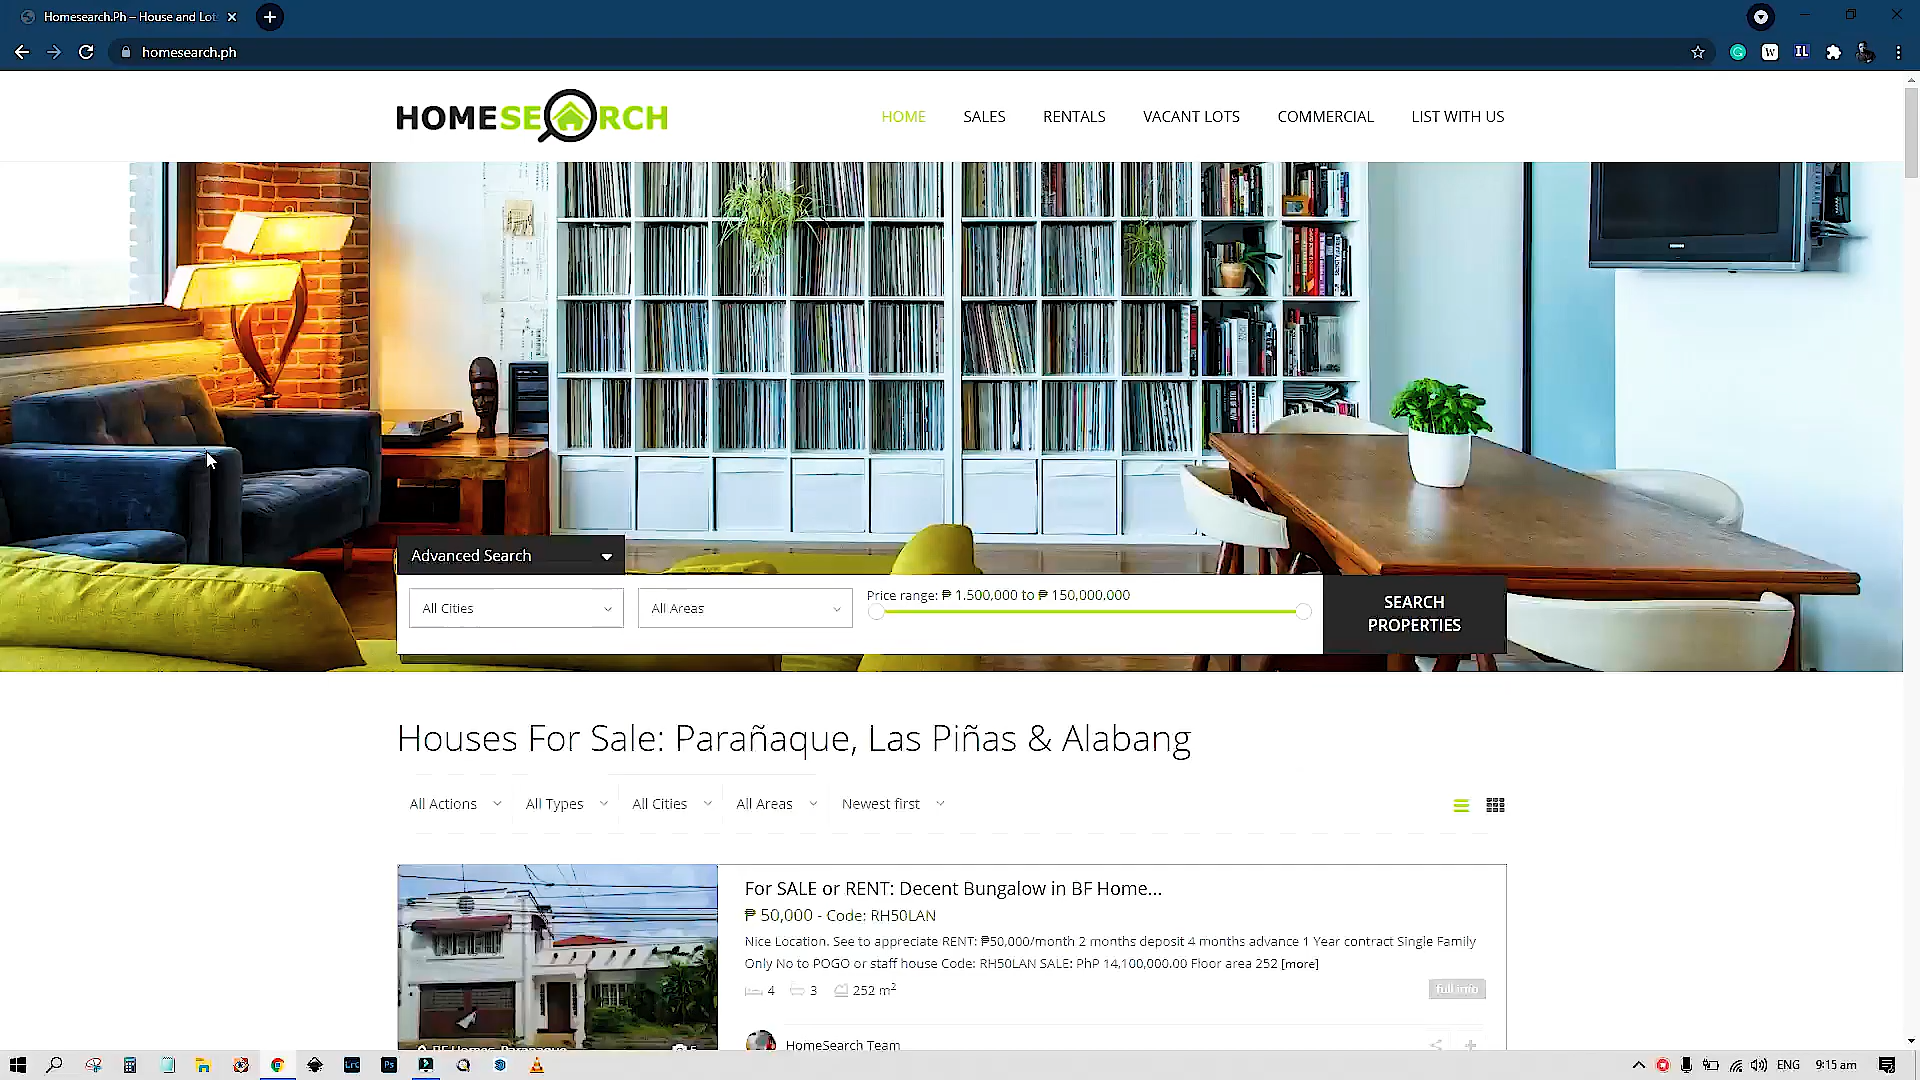 Homesearch.Ph – House and Lot
homesearch.ph
HOMESEARCH
HOME SALES RENTALS VACANT LOTS COMMERCIAL LIST WITH US
Advanced Search
All Cities All Areas Price range: ₱ 1.500,000 to ₱ 150,000.000
SEARCH
PROPERTIES
Houses For Sale: Parañaque, Las Piñas & Alabang
All Actions All Types All Cities All Areas Newest first
For SALE or RENT: Decent Bungalow in BF Home...
₱ 50,000 - Code: RH50LAN
Nice Location. See to appreciate RENT: ₱50,000/month 2 months deposit 4 months advance 1 Year contract Single Family
Only No to POGO or staff house Code: RH50LAN SALE: PhP 14,100,000.00 Floor area 252 [more]
4 3 252 m²
full info
BF Homes, Parañaque
HomeSearch Team
LrC Ps ENG 9:15 am